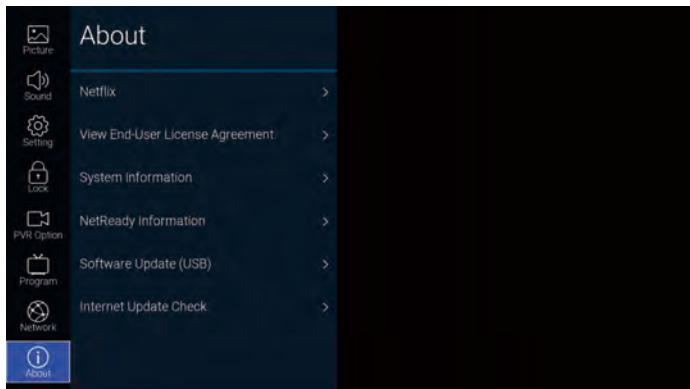 Picture
Sound
Setting
Lock
PVR Option
Program
Network
About
About
Netflix
View End-User License Agreement
System Information
NetReady Information
Software Update (USB)
Internet Update Check